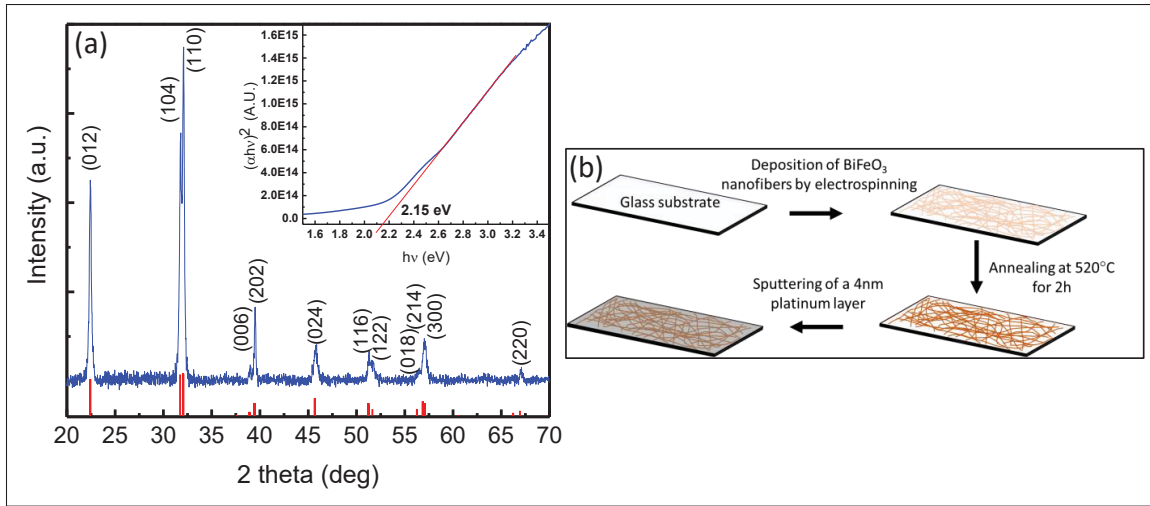 (a)
Intensity (a.u.)
(012)
(104)
(110)
(006)
(202)
(024)
(116)
(122)
(018)
(214)
(300)
(220)
20 25 30 35 40 45 50 55 60 65 70
2 theta (deg)
(αhν)² (A.U.)
1.6E15
1.4E15
1.2E15
1.0E15
8.0E14
6.0E14
4.0E14
2.0E14
0.0
2.15 eV
1.6 1.8 2.0 2.2 2.4 2.6 2.8 3.0 3.2 3.4
hν (eV)
(b)
Glass substrate
Deposition of BiFeO₃
nanofibers by electrospinning
Annealing at 520°C
for 2h
Sputtering of a 4nm
platinum layer